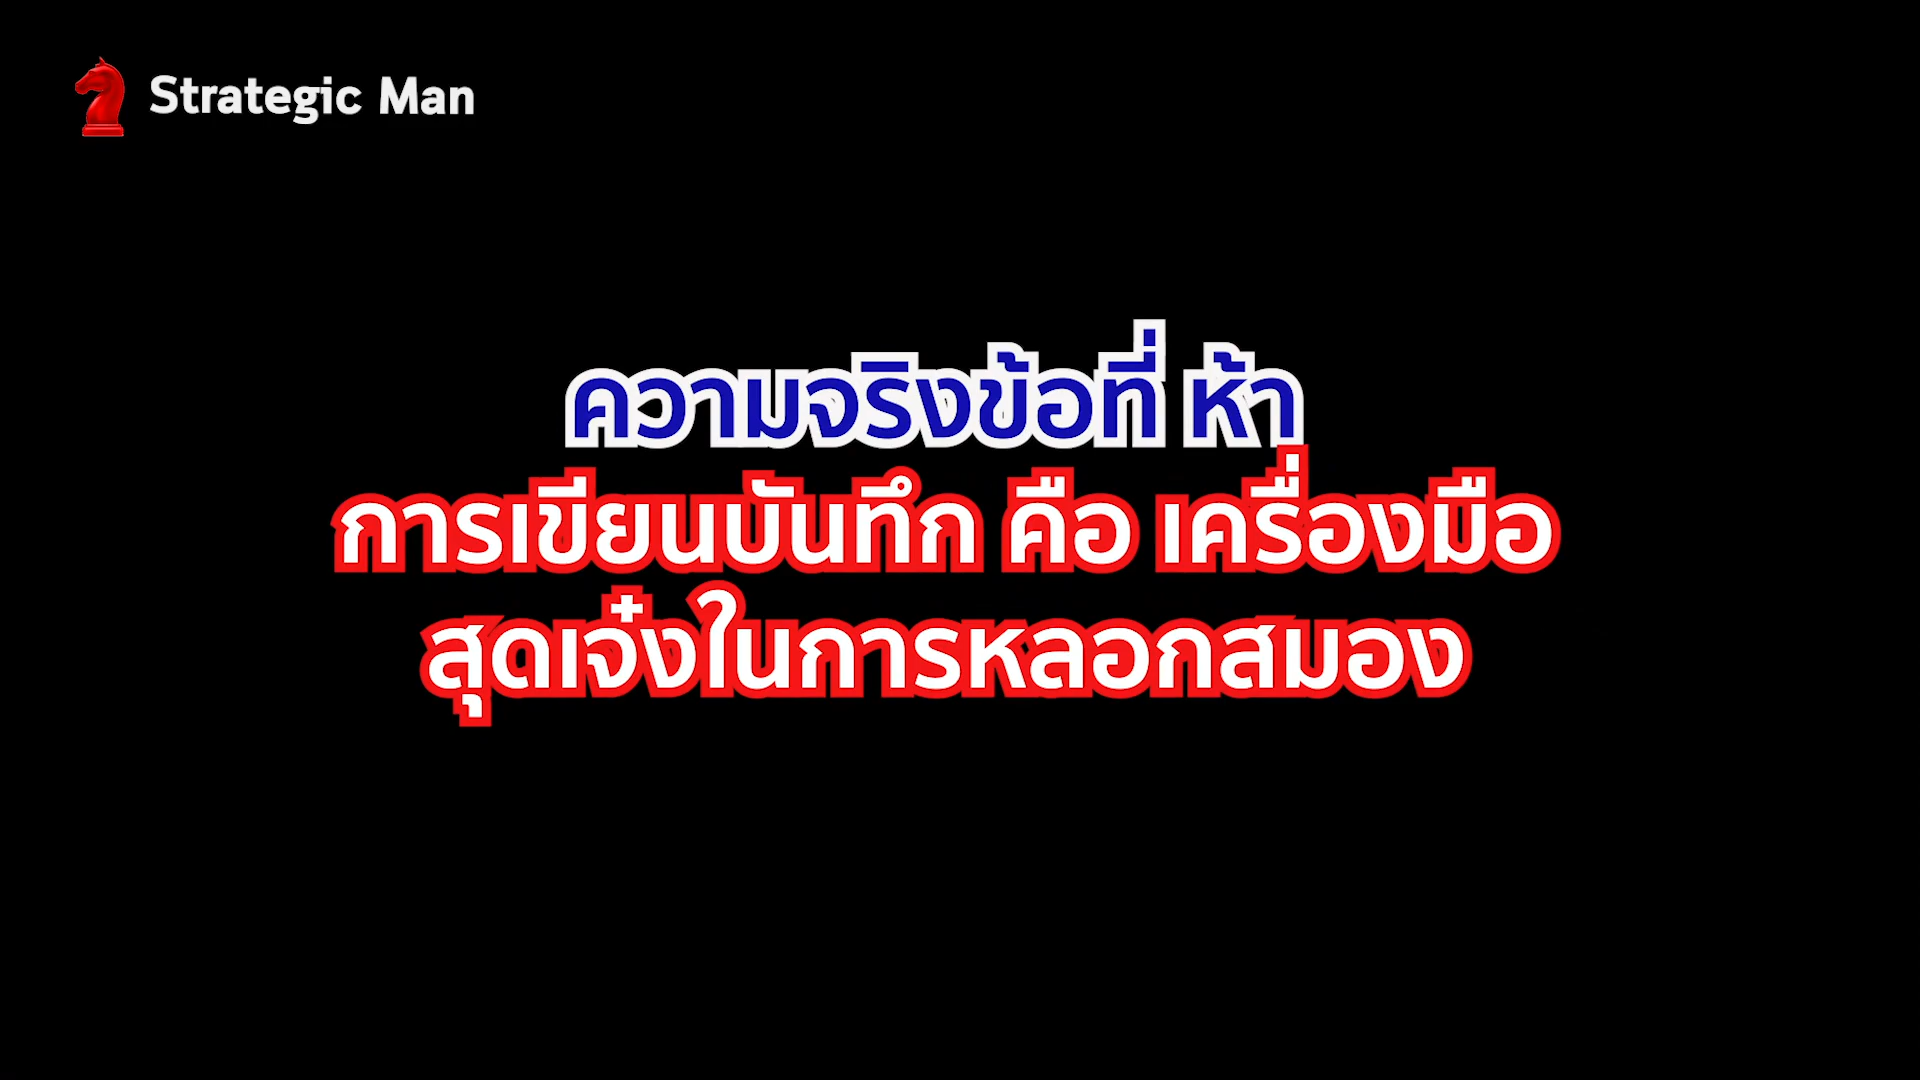 Strategic Man
ความจริงข้อที่ ห้า
การเขียนบันทึก คือ เครื่องมือ
สุดเจ๋งในการหลอกสมอง